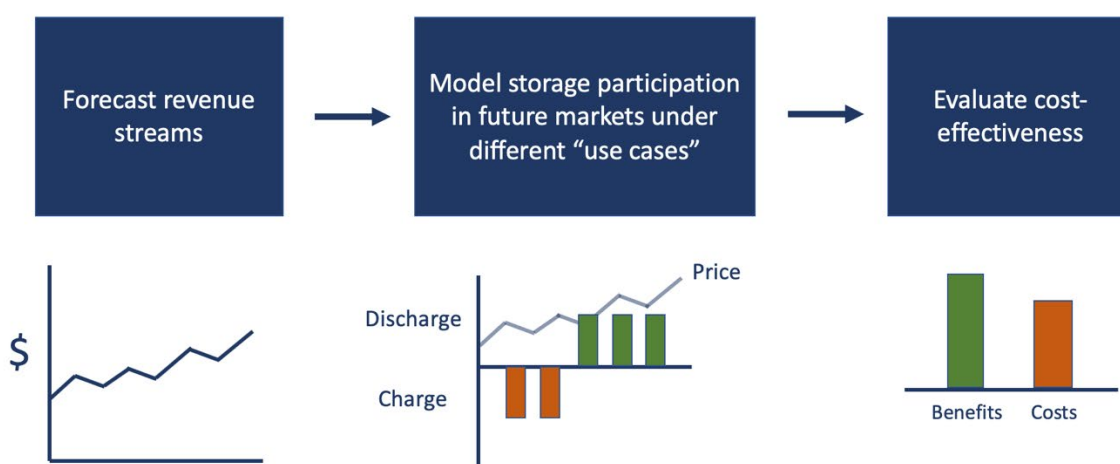 Forecast revenue
streams
Model storage participation
in future markets under
different “use cases”
Evaluate cost-
effectiveness
$
Discharge
Charge
Price
Benefits
Costs